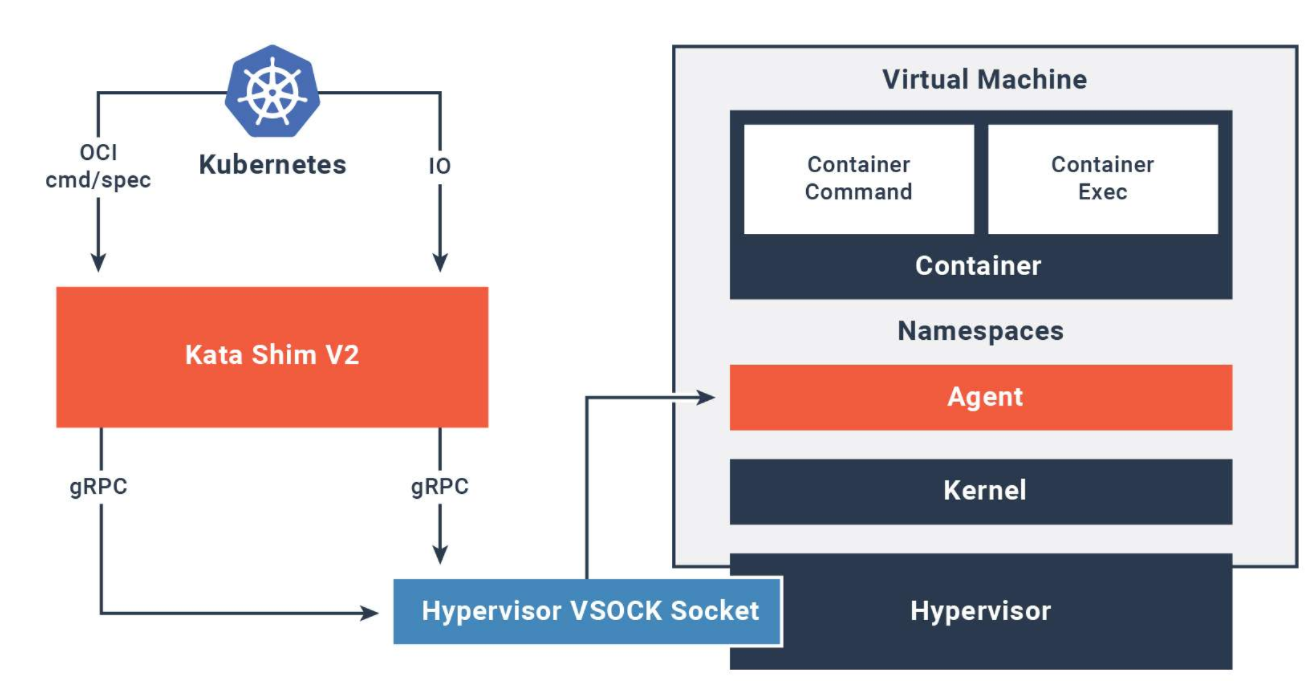 Kubernetes
OCI
cmd/spec
IO
Kata Shim V2
gRPC
gRPC
Hypervisor VSOCK Socket
Virtual Machine
Container
Command
Container
Exec
Container
Namespaces
Agent
Kernel
Hypervisor